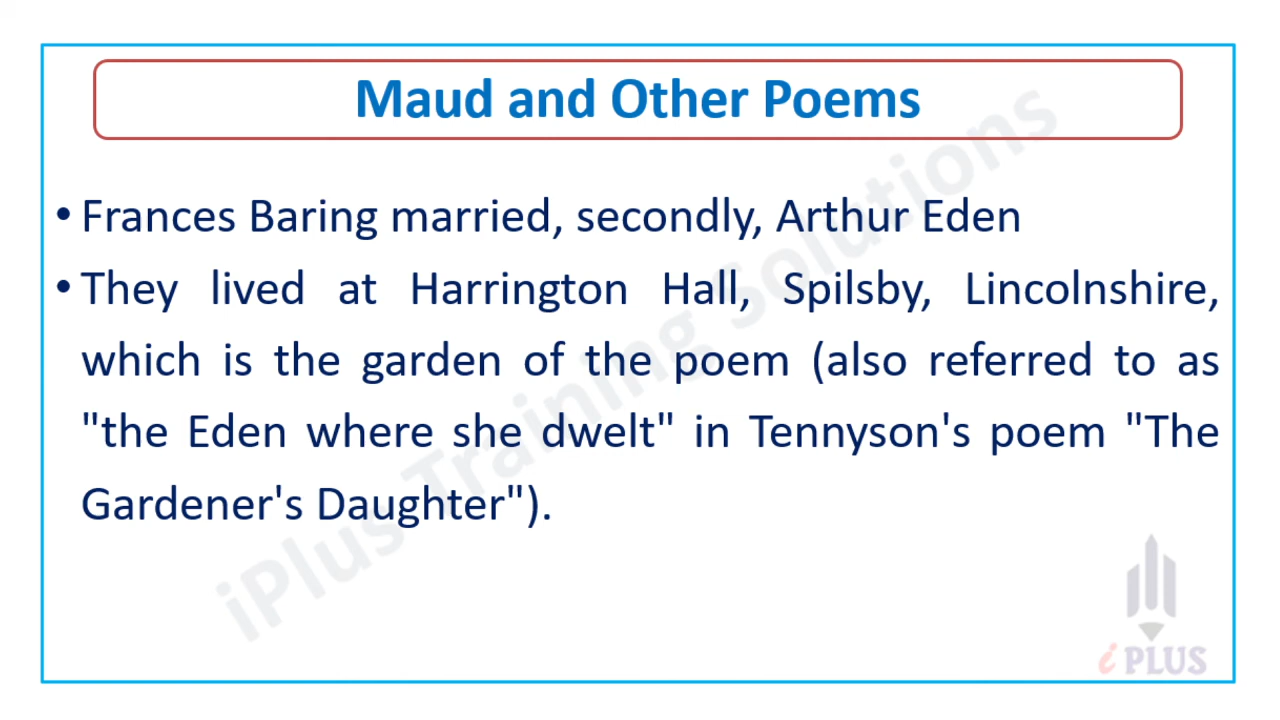 Maud and Other Poems
• Frances Baring married, secondly, Arthur Eden
• They lived at Harrington Hall, Spilsby, Lincolnshire,
which is the garden of the poem (also referred to as
"the Eden where she dwelt" in Tennyson's poem "The
Gardener's Daughter").
iPlus Training Solutions
i PLUS